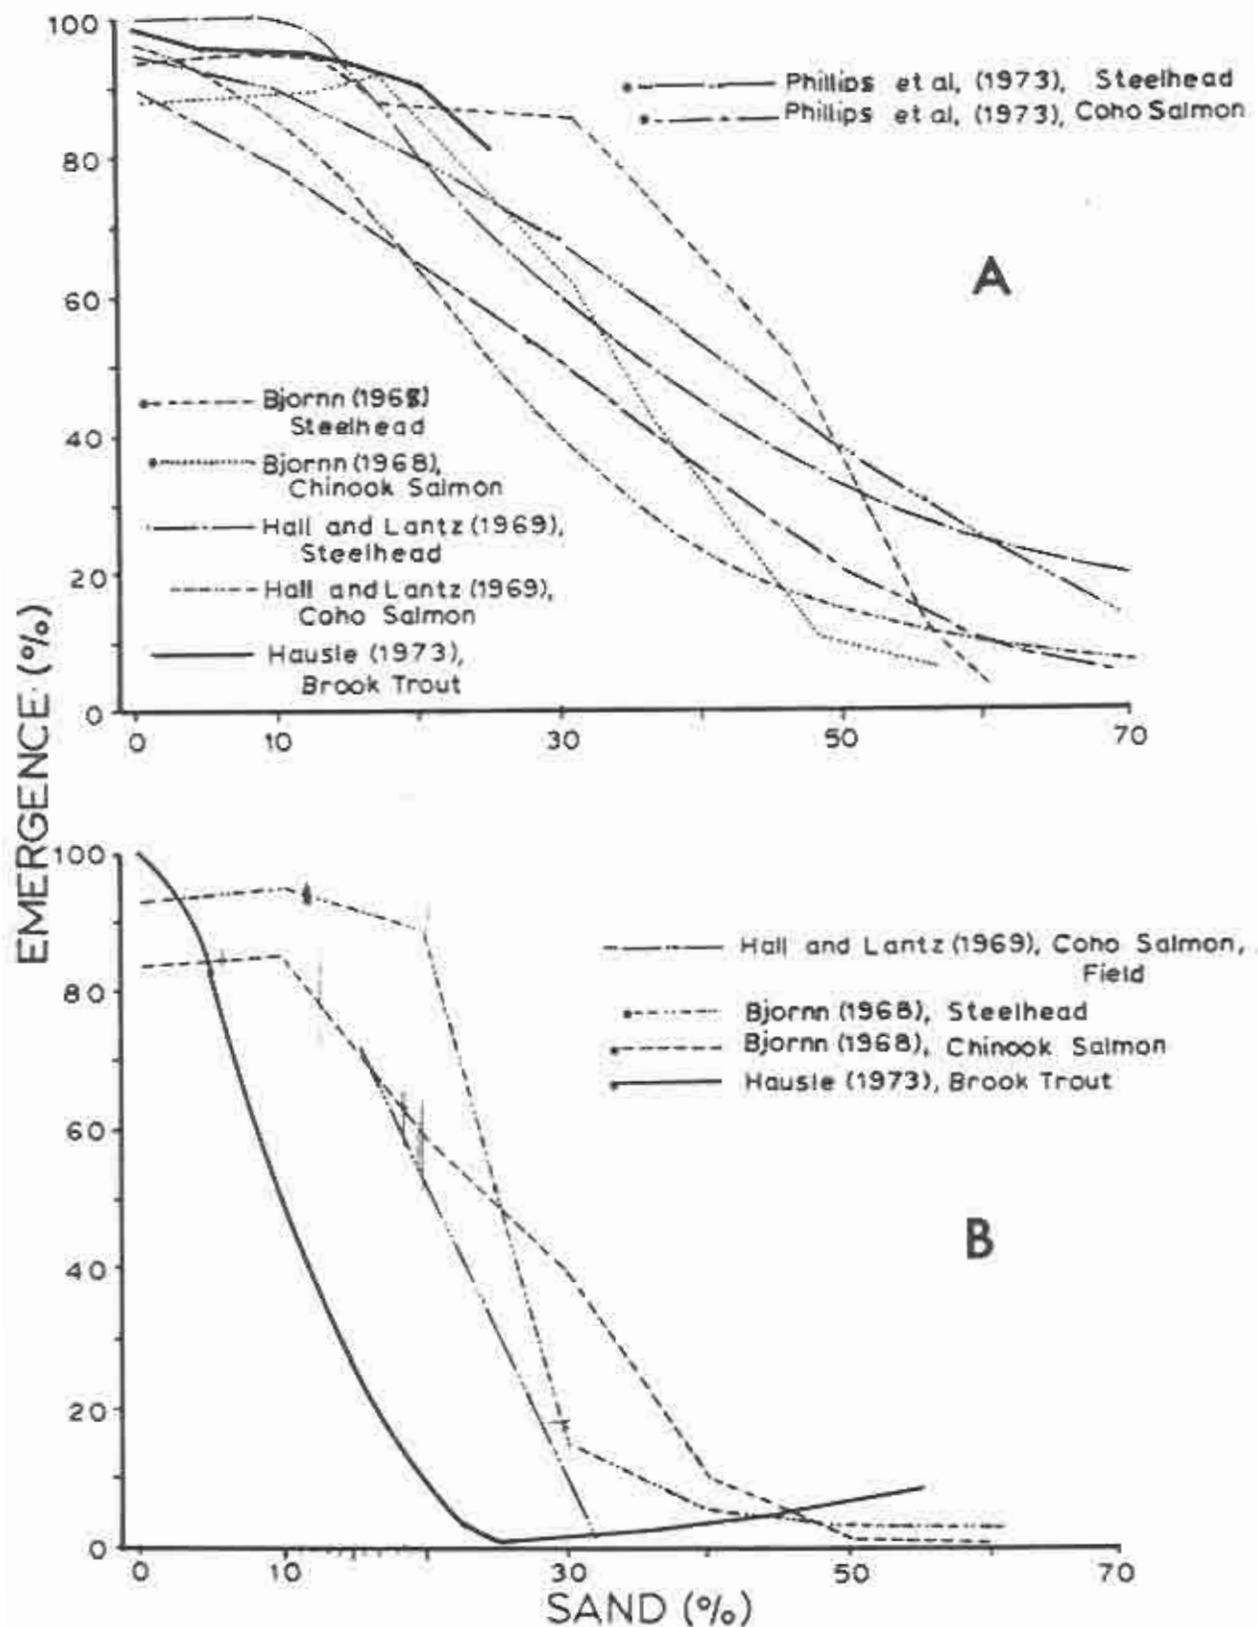 EMERGENCE (%)
100
80
60
40
20
0
0 10 30 50 70
Phillips et al, (1973), Steelhead
Phillips et al, (1973), Coho Salmon
A
Bjornn (1968)
Steelhead
Bjornn (1968),
Chinook Salmon
Hall and Lantz (1969),
Steelhead
Hall and Lantz (1969),
Coho Salmon
Hausle (1973),
Brook Trout
100
80
60
40
20
0
0 10 30 50 70
Hall and Lantz (1969), Coho Salmon,
Field
Bjornn (1968), Steelhead
Bjornn (1968), Chinook Salmon
Hausle (1973), Brook Trout
B
SAND (%)